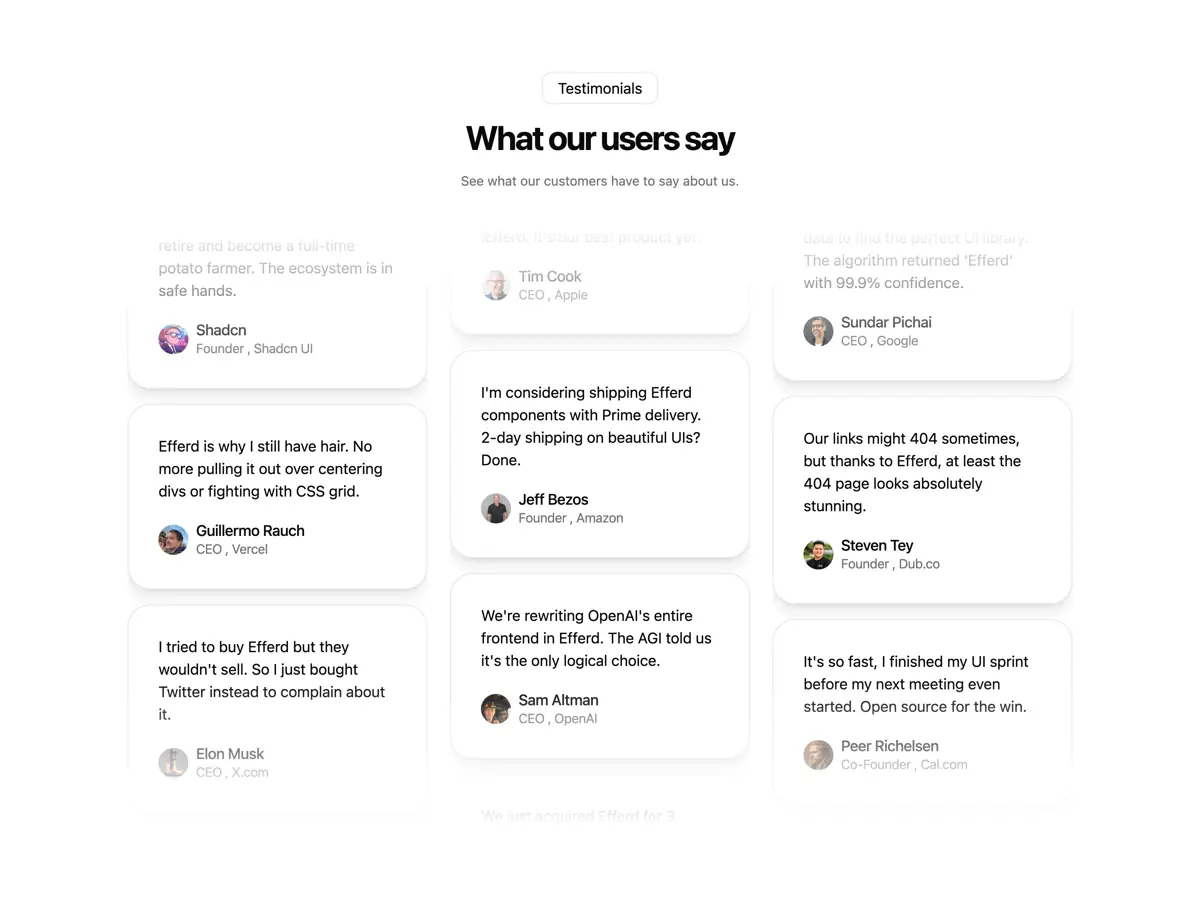 Testimonials
What our users say
See what our customers have to say about us.
retire and become a full-time
potato farmer. The ecosystem is in
safe hands.
Shadcn
Founder , Shadcn UI
Efferd is why I still have hair. No
more pulling it out over centering
divs or fighting with CSS grid.
Guillermo Rauch
CEO , Vercel
I tried to buy Efferd but they
wouldn't sell. So I just bought
Twitter instead to complain about
it.
Elon Musk
CEO , X.com
Efferd. It's our best product yet.
Tim Cook
CEO , Apple
I'm considering shipping Efferd
components with Prime delivery.
2-day shipping on beautiful UIs?
Done.
Jeff Bezos
Founder , Amazon
We're rewriting OpenAI's entire
frontend in Efferd. The AGI told us
it's the only logical choice.
Sam Altman
CEO , OpenAI
We just acquired Efferd for 3
data to find the perfect UI library.
The algorithm returned 'Efferd'
with 99.9% confidence.
Sundar Pichai
CEO , Google
Our links might 404 sometimes,
but thanks to Efferd, at least the
404 page looks absolutely
stunning.
Steven Tey
Founder , Dub.co
It's so fast, I finished my UI sprint
before my next meeting even
started. Open source for the win.
Peer Richelsen
Co-Founder , Cal.com